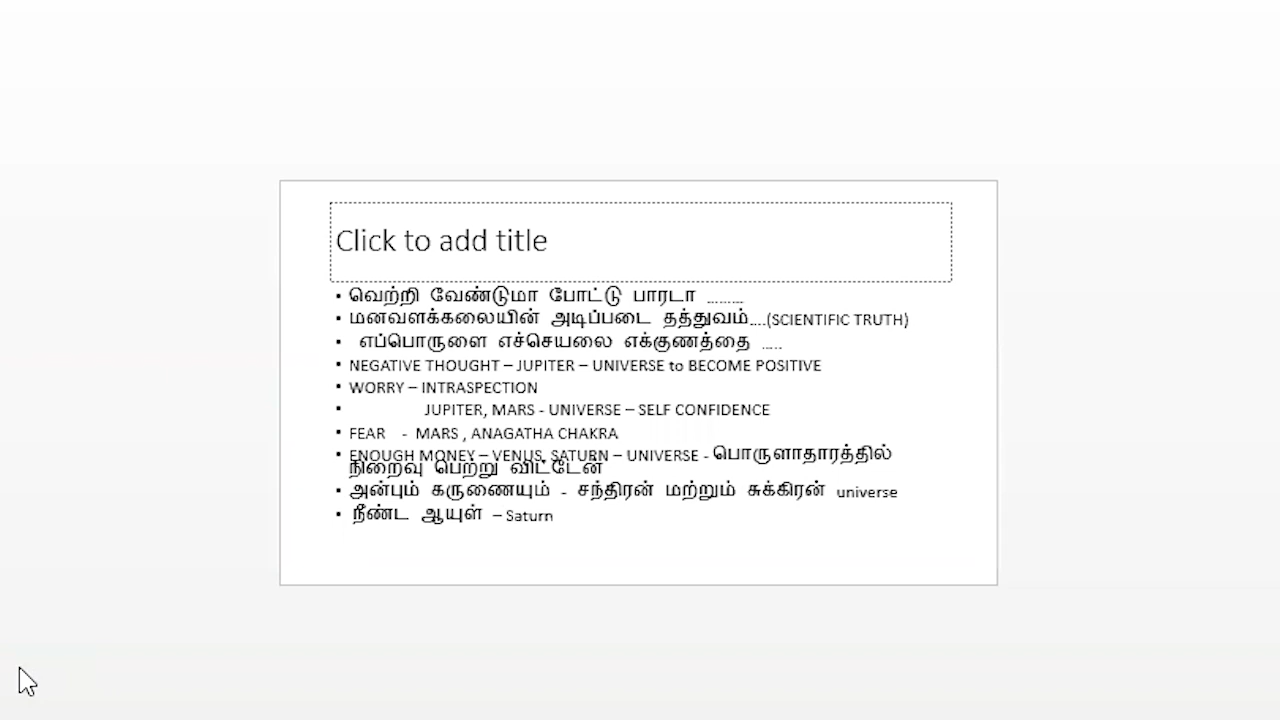 Click to add title
• வெற்றி வேண்டுமா போட்டு பாரடா .........
• மனவளக்கலையின் அடிப்படை தத்துவம்....(SCIENTIFIC TRUTH)
• எப்பொருளை எச்செயலை எக்குணத்தை .....
• NEGATIVE THOUGHT – JUPITER – UNIVERSE to BECOME POSITIVE
• WORRY – INTRASPECTION
• JUPITER, MARS - UNIVERSE – SELF CONFIDENCE
• FEAR - MARS , ANAGATHA CHAKRA
• ENOUGH MONEY – VENUS, SATURN – UNIVERSE - பொருளாதாரத்தில்
நிறைவு பெற்று விட்டேன்
• அன்பும் கருணையும் - சந்திரன் மற்றும் சுக்கிரன் universe
• நீண்ட ஆயுள் – Saturn